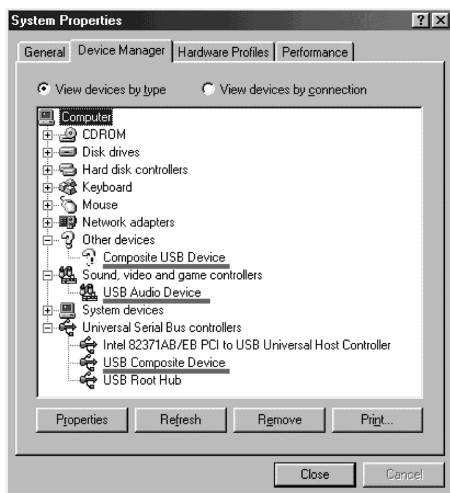 System Properties
General Device Manager Hardware Profiles Performance
View devices by type View devices by connection
Computer
CDROM
Disk drives
Hard disk controllers
Keyboard
Mouse
Network adapters
Other devices
Composite USB Device
Sound, video and game controllers
USB Audio Device
System devices
Universal Serial Bus controllers
Intel 82371AB/EB PCI to USB Universal Host Controller
USB Composite Device
USB Root Hub
Properties Refresh Remove Print...
Close Cancel